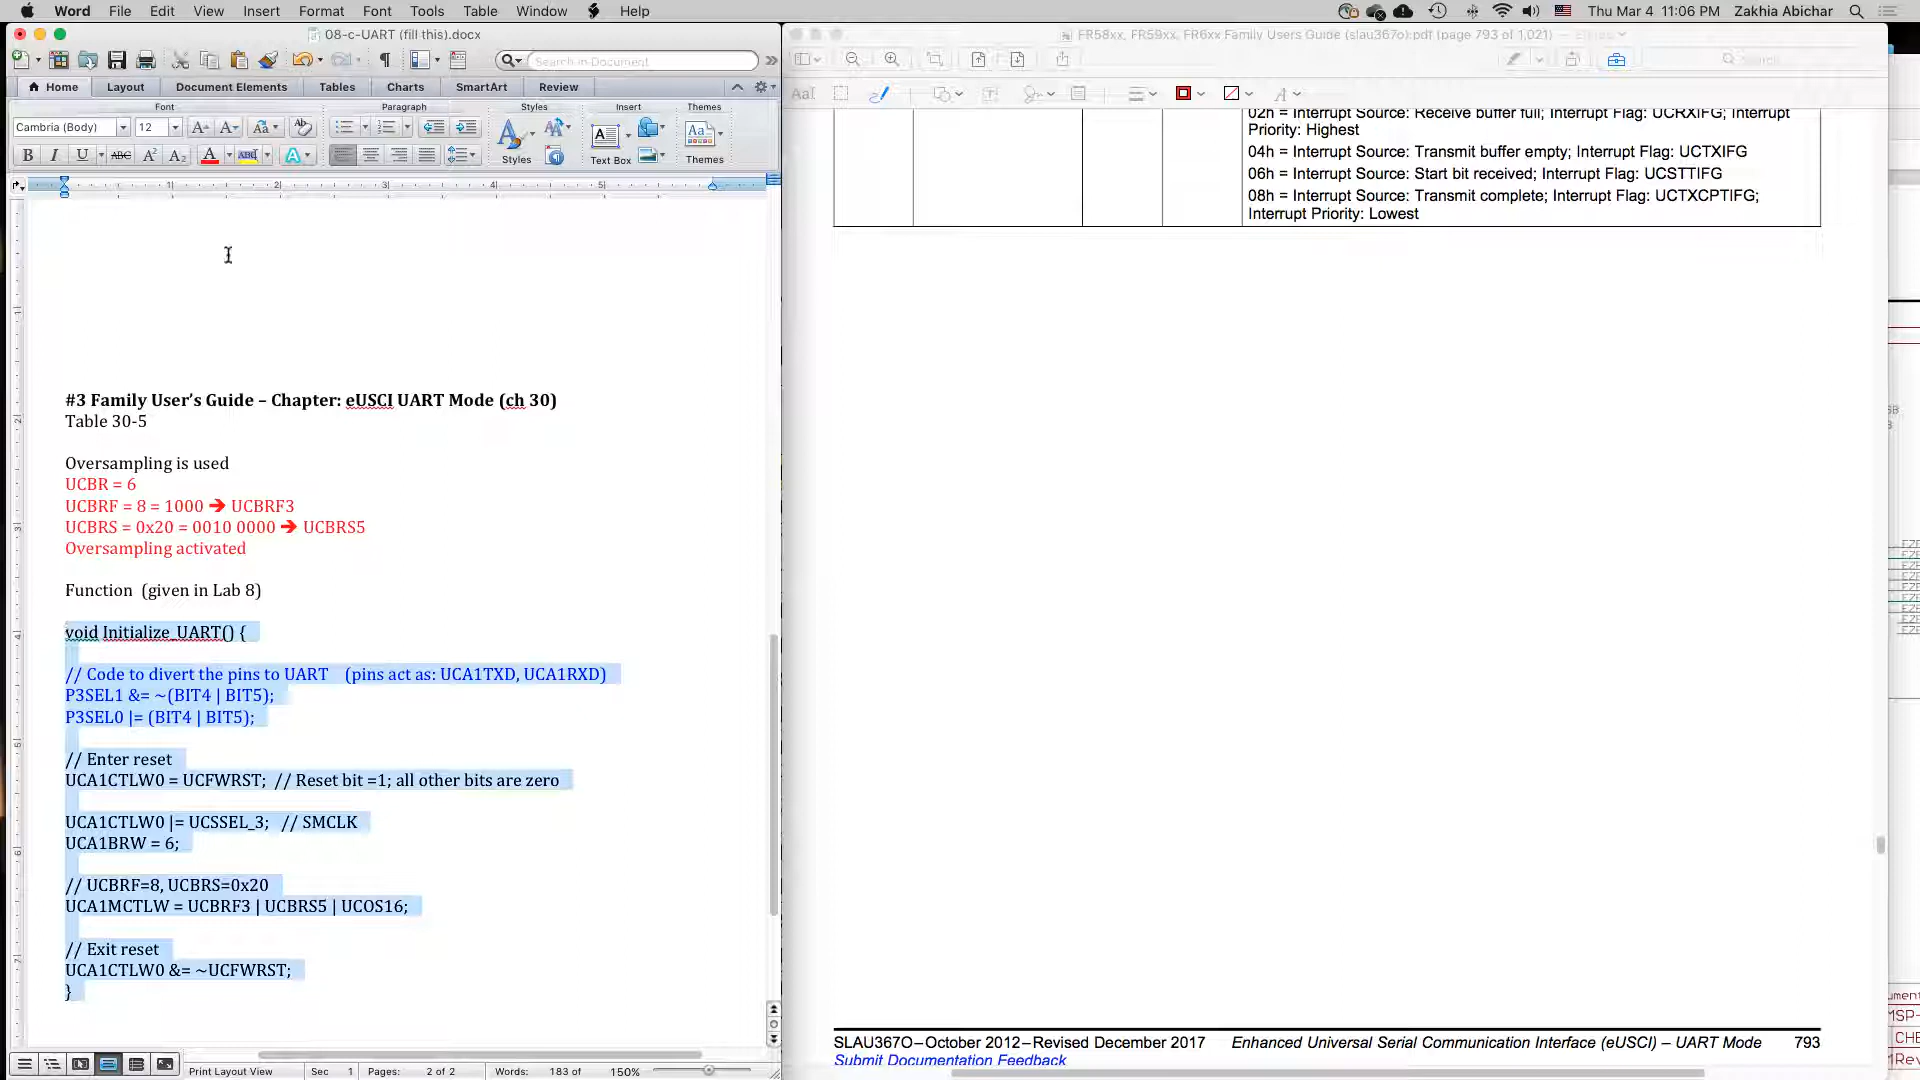 Word File Edit View Insert Format Font Tools Table Window Help
Thu Mar 4 11:06 PM Zakhia Abichar
08-c-UART (fill this).docx
Search in Document
Home Layout Document Elements Tables Charts SmartArt Review
Font Paragraph Styles Insert Themes
Cambria (Body) 12
Styles Text Box Themes
#3 Family User's Guide – Chapter: eUSCI UART Mode (ch 30)
Table 30-5
Oversampling is used
UCBR = 6
UCBRF = 8 = 1000 ➔ UCBRF3
UCBRS = 0x20 = 0010 0000 ➔ UCBRS5
Oversampling activated
Function (given in Lab 8)
void Initialize_UART() {
// Code to divert the pins to UART (pins act as: UCA1TXD, UCA1RXD)
P3SEL1 &= ~(BIT4 | BIT5);
P3SEL0 |= (BIT4 | BIT5);
// Enter reset
UCA1CTLW0 = UCFWRST; // Reset bit =1; all other bits are zero
UCA1CTLW0 |= UCSSEL_3; // SMCLK
UCA1BRW = 6;
// UCBRF=8, UCBRS=0x20
UCA1MCTLW = UCBRF3 | UCBRS5 | UCOS16;
// Exit reset
UCA1CTLW0 &= ~UCFWRST;
}
Print Layout View Sec 1 Pages: 2 of 2 Words: 183 of 150%
FR58xx, FR59xx, FR6xx Family Users Guide (slau367o).pdf (page 793 of 1,021)
Search
02h = Interrupt Source: Receive buffer full; Interrupt Flag: UCRXIFG; Interrupt
Priority: Highest
04h = Interrupt Source: Transmit buffer empty; Interrupt Flag: UCTXIFG
06h = Interrupt Source: Start bit received; Interrupt Flag: UCSTTIFG
08h = Interrupt Source: Transmit complete; Interrupt Flag: UCTXCPTIFG;
Interrupt Priority: Lowest
SLAU367O–October 2012–Revised December 2017 Enhanced Universal Serial Communication Interface (eUSCI) – UART Mode 793
Submit Documentation Feedback